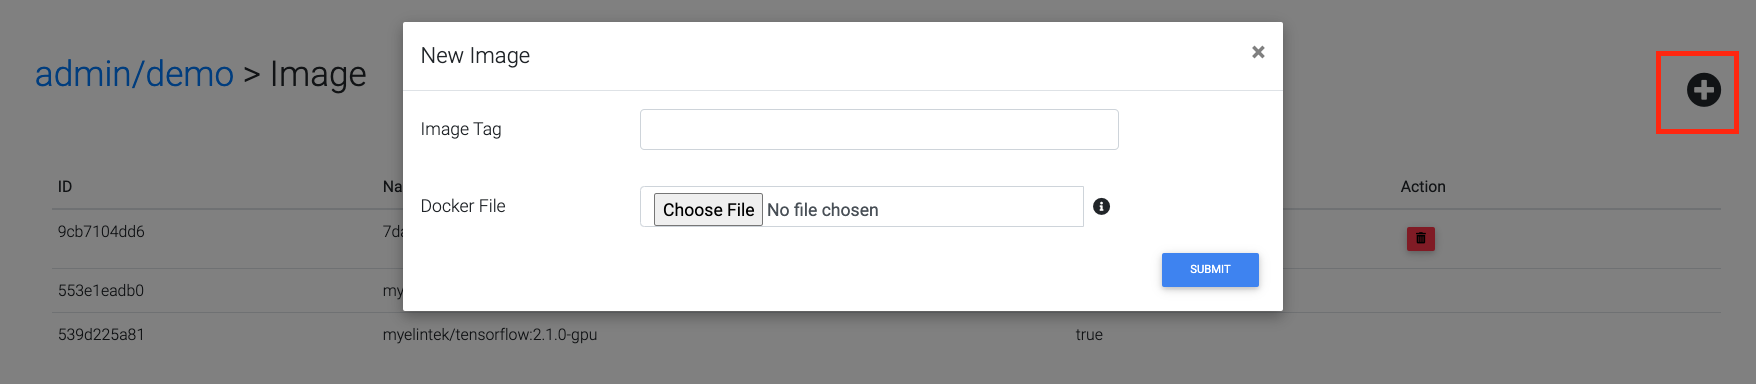 New Image ×
admin/demo > Image
Image Tag
ID Na Action
Docker File Choose File No file chosen
9cb7104dd6 7da
SUBMIT
553e1eadb0 my
539d225a81 myelintek/tensorflow:2.1.0-gpu true